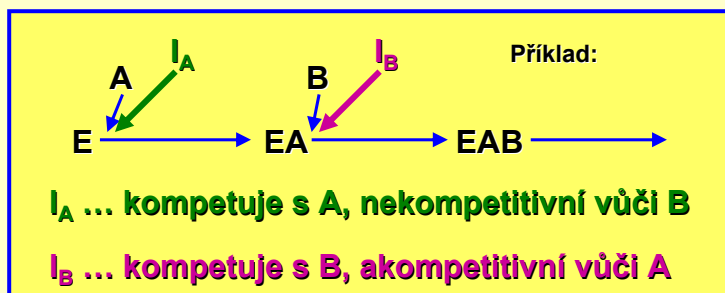 I_A I_B Příklad:
A B
E EA EAB
I_A … kompetuje s A, nekompetitivní vůči B
I_B … kompetuje s B, akompetitivní vůči A